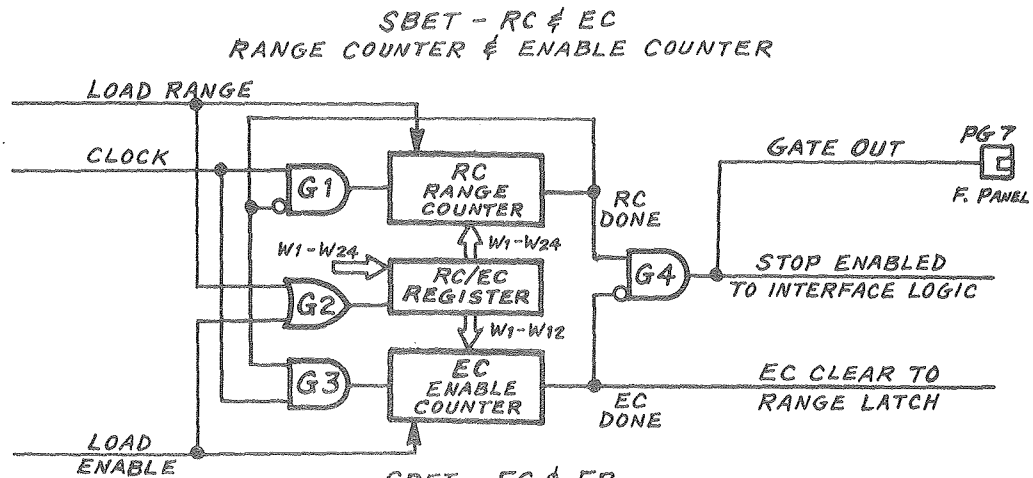 SBET - RC & EC
RANGE COUNTER & ENABLE COUNTER
LOAD RANGE
CLOCK
G1
RC
RANGE
COUNTER
RC
DONE
GATE OUT
PG7
F. PANEL
W1-W24
W1-W24
G2
RC/EC
REGISTER
G4
STOP ENABLED
TO INTERFACE LOGIC
W1-W12
G3
EC
ENABLE
COUNTER
EC
DONE
EC CLEAR TO
RANGE LATCH
LOAD
ENABLE